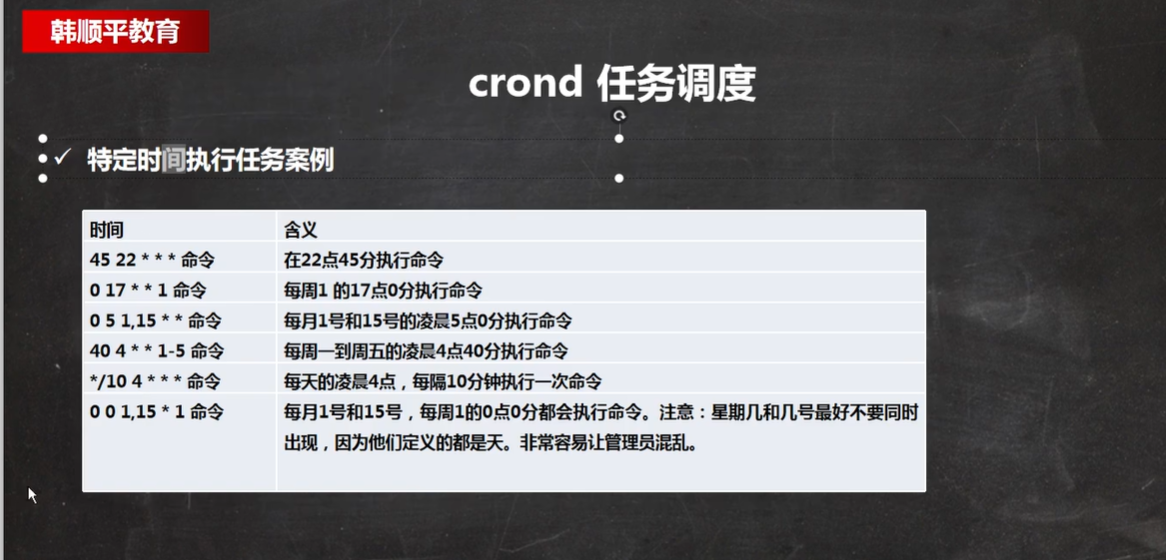 韩顺平教育
crond 任务调度
✓ 特定时间执行任务案例
时间 含义
45 22 * * * 命令 在22点45分执行命令
0 17 * * 1 命令 每周1 的17点0分执行命令
0 5 1,15 * * 命令 每月1号和15号的凌晨5点0分执行命令
40 4 * * 1-5 命令 每周一到周五的凌晨4点40分执行命令
*/10 4 * * * 命令 每天的凌晨4点，每隔10分钟执行一次命令
0 0 1,15 * 1 命令 每月1号和15号，每周1的0点0分都会执行命令。注意：星期几和几号最好不要同时
出现，因为他们定义的都是天。非常容易让管理员混乱。